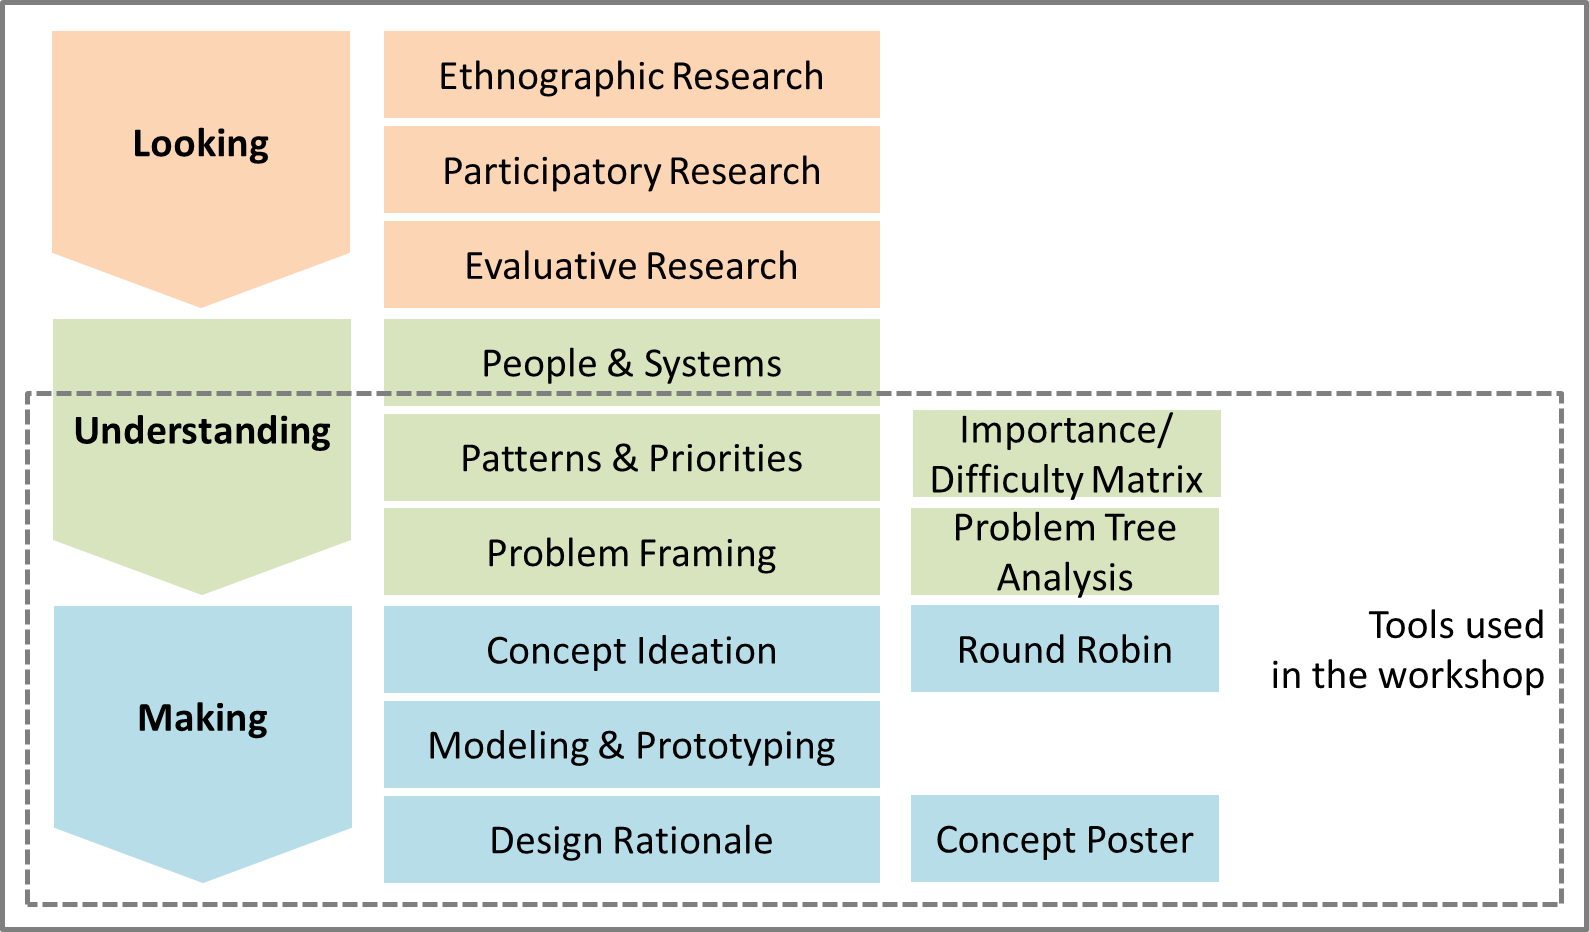 Looking
Ethnographic Research
Participatory Research
Evaluative Research
Understanding
People & Systems
Patterns & Priorities
Importance/
Difficulty Matrix
Problem Framing
Problem Tree
Analysis
Making
Concept Ideation
Round Robin
Modeling & Prototyping
Design Rationale
Concept Poster
Tools used
in the workshop